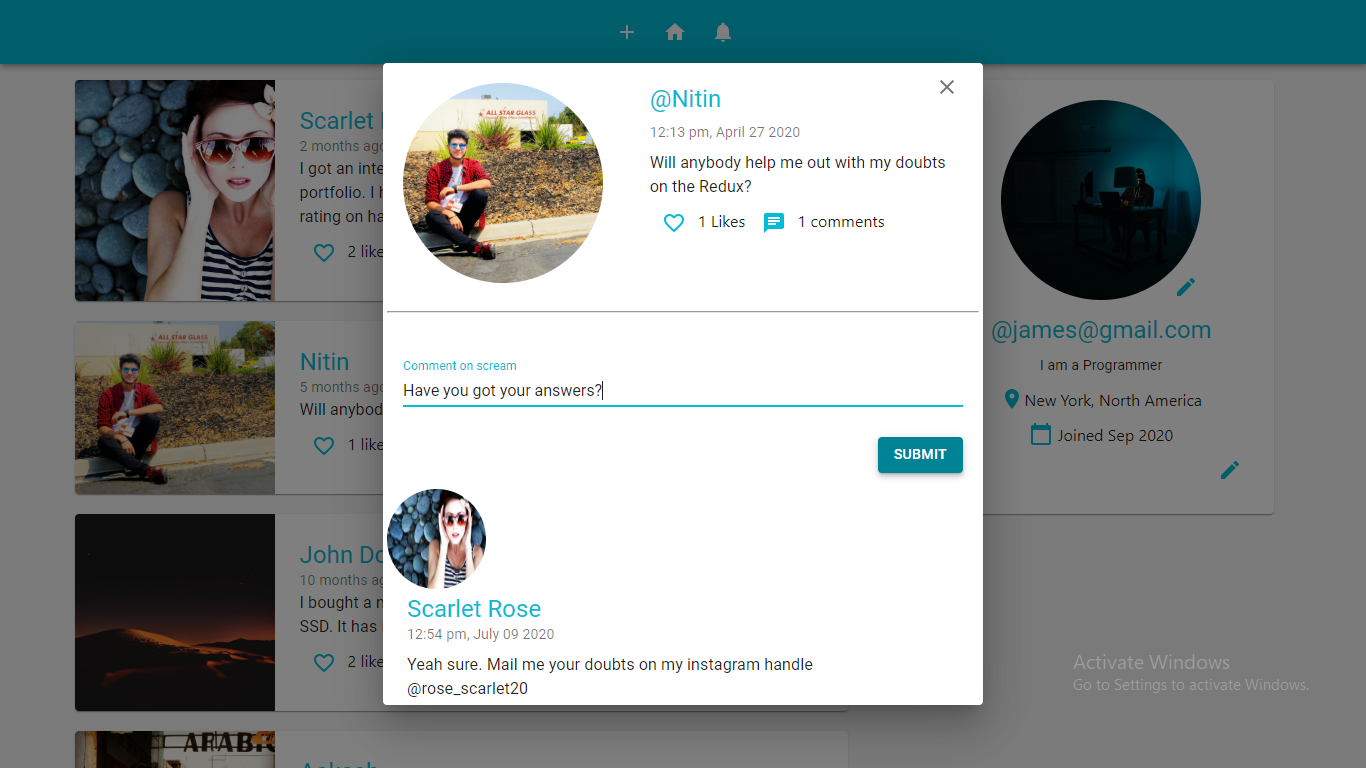 Scarlet
2 months ago
I got an inte
portfolio. I h
rating on ha
2 like
ALL STAR GLASS
Nitin
5 months ago
Will anybod
1 like
John Do
10 months ag
I bought a n
SSD. It has
2 like
ARABIC
Aakash
@Nitin
12:13 pm, April 27 2020
Will anybody help me out with my doubts
on the Redux?
1 Likes 1 comments
ALL STAR GLASS
Comment on scream
Have you got your answers?
SUBMIT
Scarlet Rose
12:54 pm, July 09 2020
Yeah sure. Mail me your doubts on my instagram handle
@rose_scarlet20
@james@gmail.com
I am a Programmer
New York, North America
Joined Sep 2020
Activate Windows
Go to Settings to activate Windows.